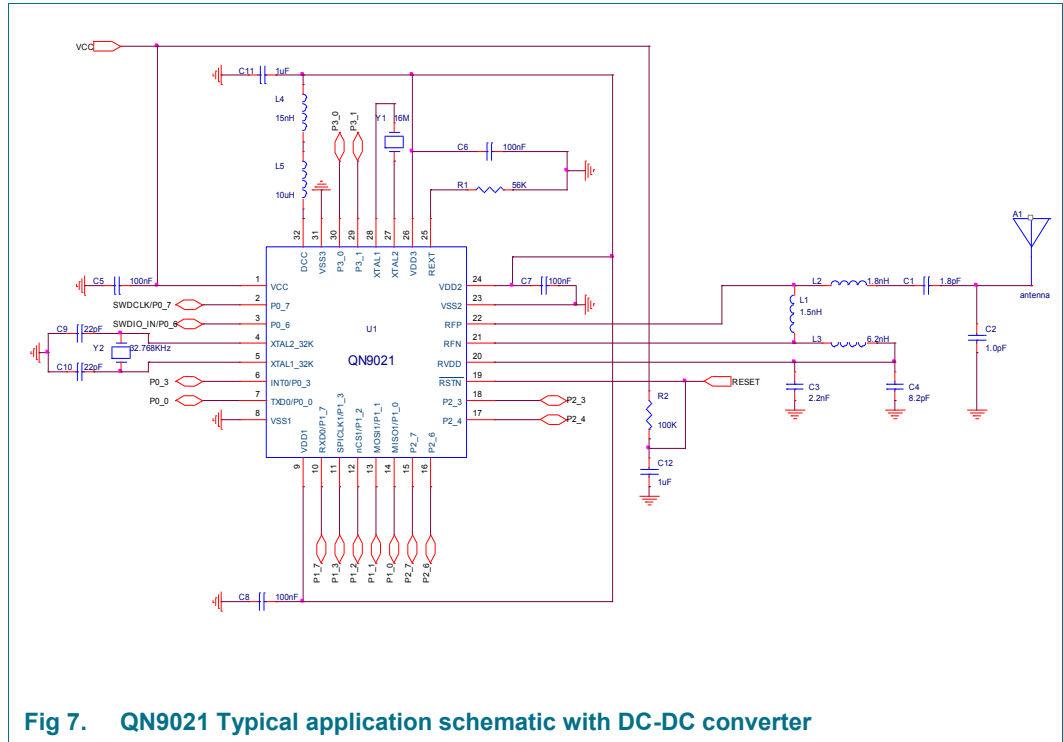 VCC
C11 1uF
L4
15nH
P3_0
P3_1
Y1 16M
C6 100nF
L5
10uH
R1 56K
32 31 30 29 28 27 26 25
DCC VSS3 P3_0 P3_1 XTAL1 XTAL2 VDD3 REXT
A1
antenna
C5 100nF
1 VCC
VDD2 24
C7 100nF
L2 1.8nH
C1 1.8pF
SWDCLK/P0_7
2 P0_7
VSS2 23
L1
1.5nH
SWDIO_IN/P0_6
3 P0_6
U1
RFP 22
C9 22pF
Y2 32.768KHz
4 XTAL2_32K
QN9021
RFN 21
L3 6.2nH
C2
1.0pF
C10 22pF
5 XTAL1_32K
RVDD 20
P0_3
6 INT0/P0_3
RSTN 19
RESET
C3
2.2nF
C4
8.2pF
P0_0
7 TXD0/P0_0
P2_3 18
P2_3
R2
100K
8 VSS1
P2_4 17
P2_4
VDD1 RXD0/P1_7 SPICLK1/P1_3 nCS1/P1_2 MOSI1/P1_1 MISO1/P1_0 P2_7 P2_6
9 10 11 12 13 14 15 16
C12
1uF
P1_7 P1_3 P1_2 P1_1 P1_0 P2_7 P2_6
C8 100nF
Fig 7. QN9021 Typical application schematic with DC-DC converter